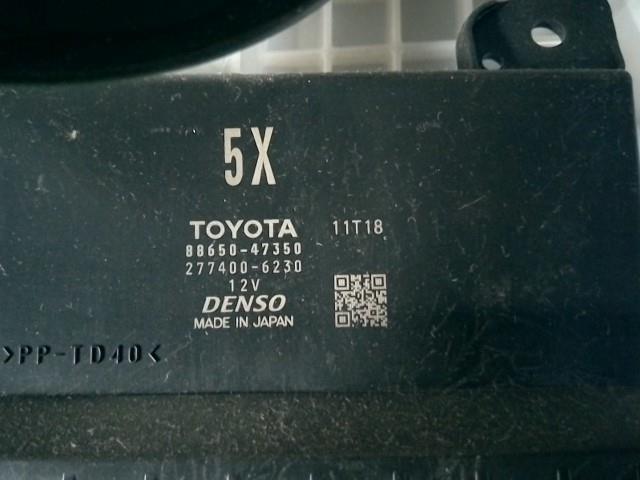 5X
TOYOTA 11T18
88650-47350
277400-6230
12V
DENSO
MADE IN JAPAN
>PP-TD40<